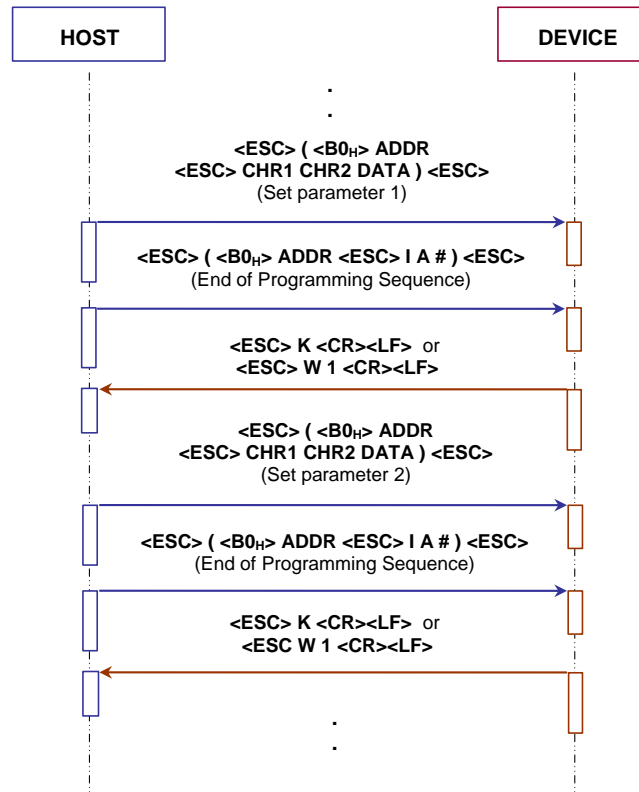 HOST
DEVICE
.
.
<ESC> ( <B0H> ADDR
<ESC> CHR1 CHR2 DATA ) <ESC>
(Set parameter 1)
<ESC> ( <B0H> ADDR <ESC> I A # ) <ESC>
(End of Programming Sequence)
<ESC> K <CR><LF> or
<ESC> W 1 <CR><LF>
<ESC> ( <B0H> ADDR
<ESC> CHR1 CHR2 DATA ) <ESC>
(Set parameter 2)
<ESC> ( <B0H> ADDR <ESC> I A # ) <ESC>
(End of Programming Sequence)
<ESC> K <CR><LF> or
<ESC W 1 <CR><LF>
.
.